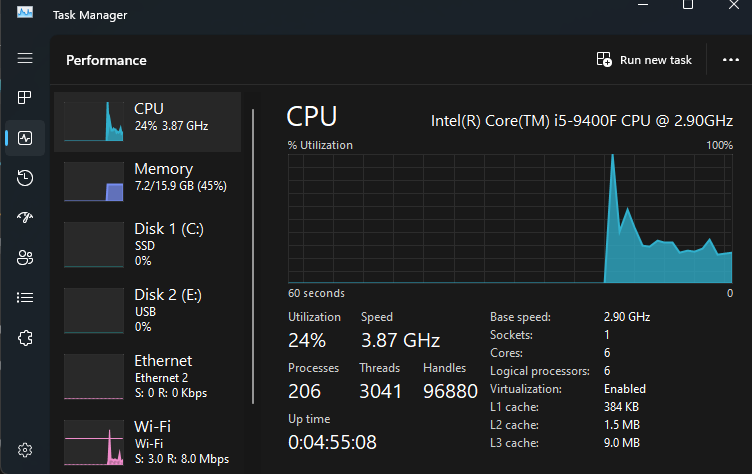 Task Manager
Performance
Run new task
CPU
24% 3.87 GHz
Memory
7.2/15.9 GB (45%)
Disk 1 (C:)
SSD
0%
Disk 2 (E:)
USB
0%
Ethernet
Ethernet 2
S: 0 R: 0 Kbps
Wi-Fi
Wi-Fi
S: 3.0 R: 8.0 Mbps
CPU
Intel(R) Core(TM) i5-9400F CPU @ 2.90GHz
% Utilization
100%
60 seconds
0
Utilization
Speed
24%
3.87 GHz
Processes
Threads
Handles
206
3041
96880
Up time
0:04:55:08
Base speed: 2.90 GHz
Sockets: 1
Cores: 6
Logical processors: 6
Virtualization: Enabled
L1 cache: 384 KB
L2 cache: 1.5 MB
L3 cache: 9.0 MB